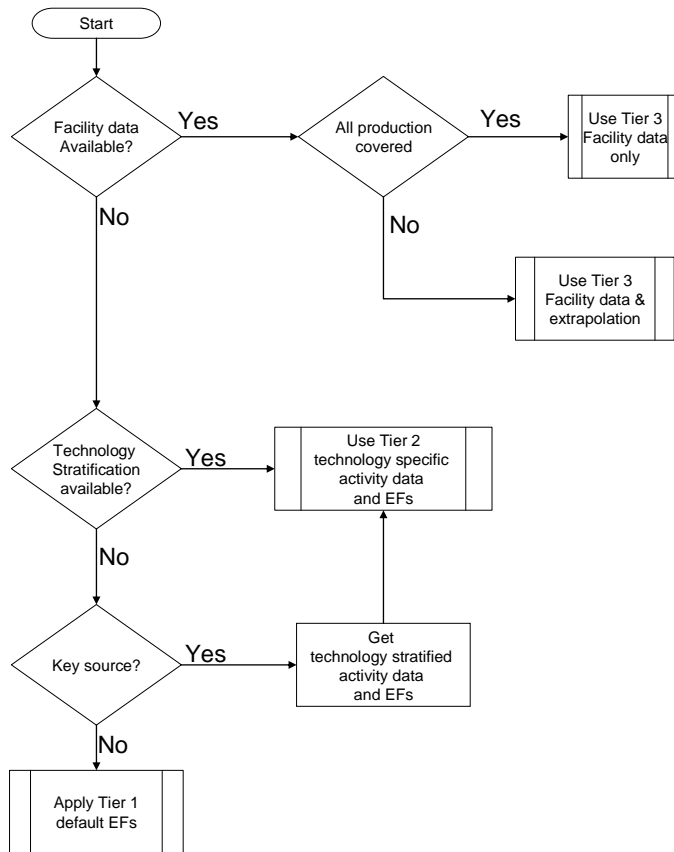 Start
Facility data
Available?
Yes
All production
covered
Yes
Use Tier 3
Facility data
only
No
No
Use Tier 3
Facility data &
extrapolation
Technology
Stratification
available?
Yes
Use Tier 2
technology specific
activity data
and EFs
No
Key source?
Yes
Get
technology stratified
activity data
and EFs
No
Apply Tier 1
default EFs